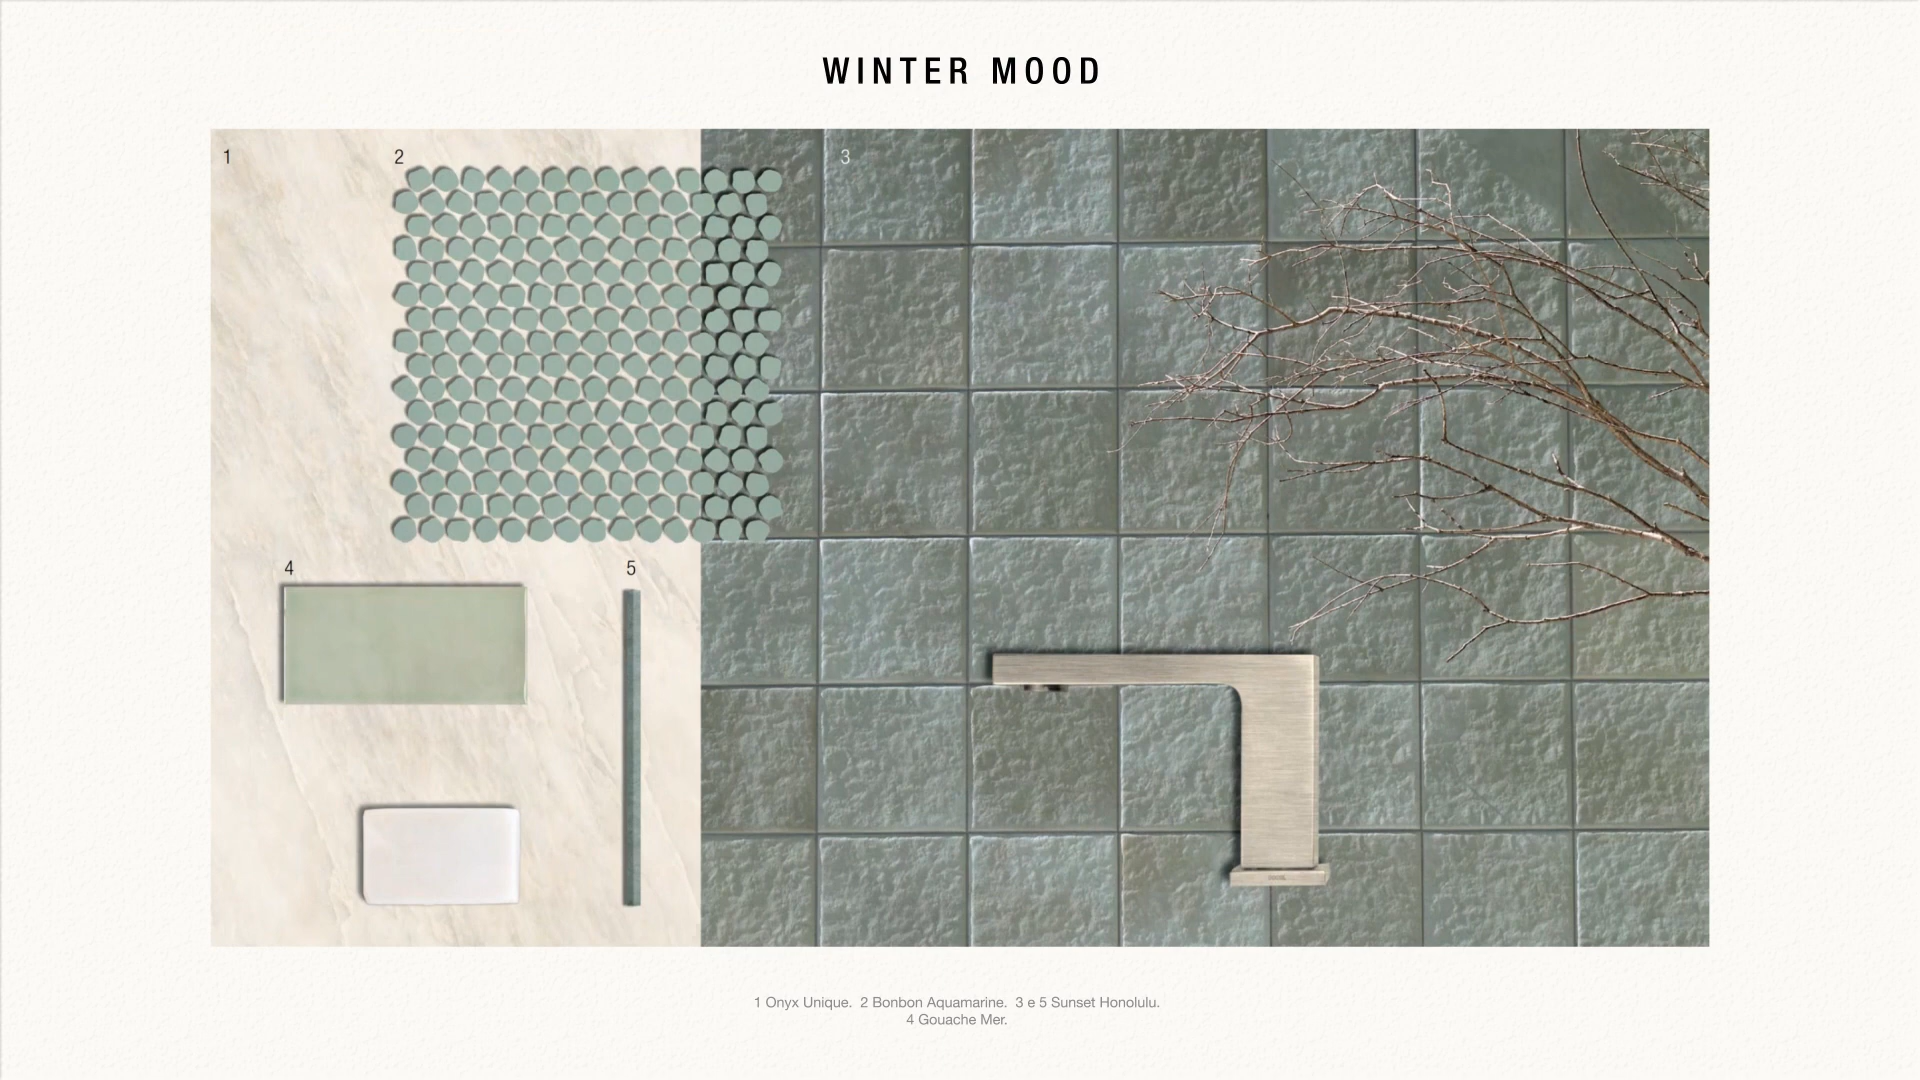 WINTER MOOD
1
2
3
4
5
1 Onyx Unique. 2 Bonbon Aquamarine. 3 e 5 Sunset Honolulu.
4 Gouache Mer.